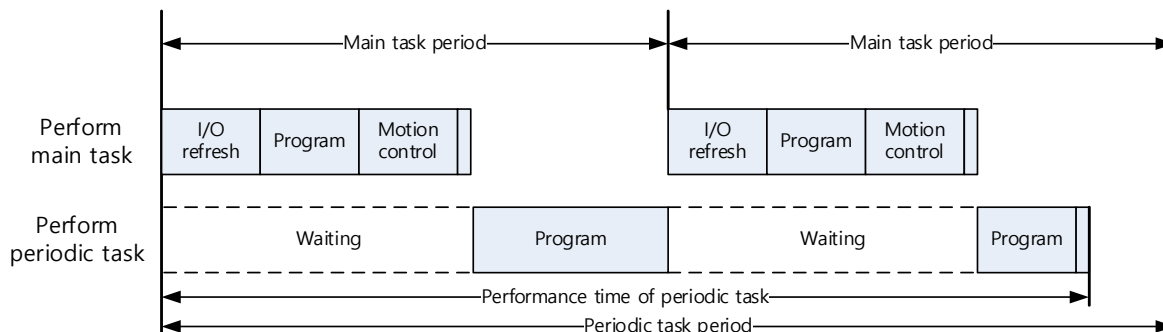 Main task period
Main task period
Perform
main task
I/O
refresh
Program
Motion
control
I/O
refresh
Program
Motion
control
Perform
periodic task
Waiting
Program
Waiting
Program
Performance time of periodic task
Periodic task period